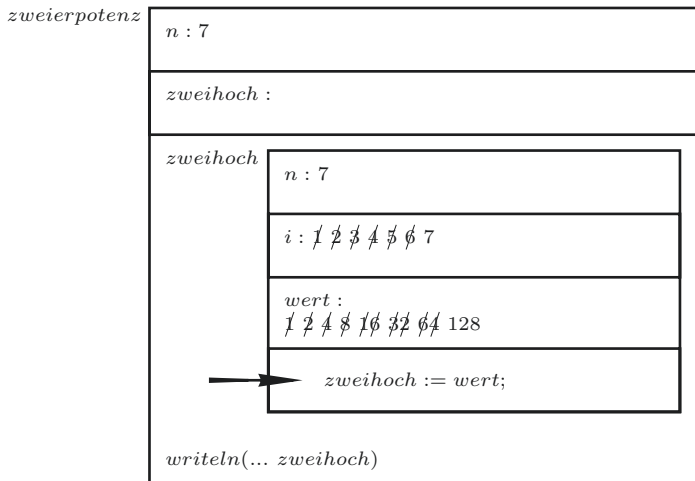 zweierpotenz
n : 7
zweihoch :
zweihoch
n : 7
i : 1 2 3 4 5 6 7
wert :
1 2 4 8 16 32 64 128
zweihoch := wert;
writeln(... zweihoch)